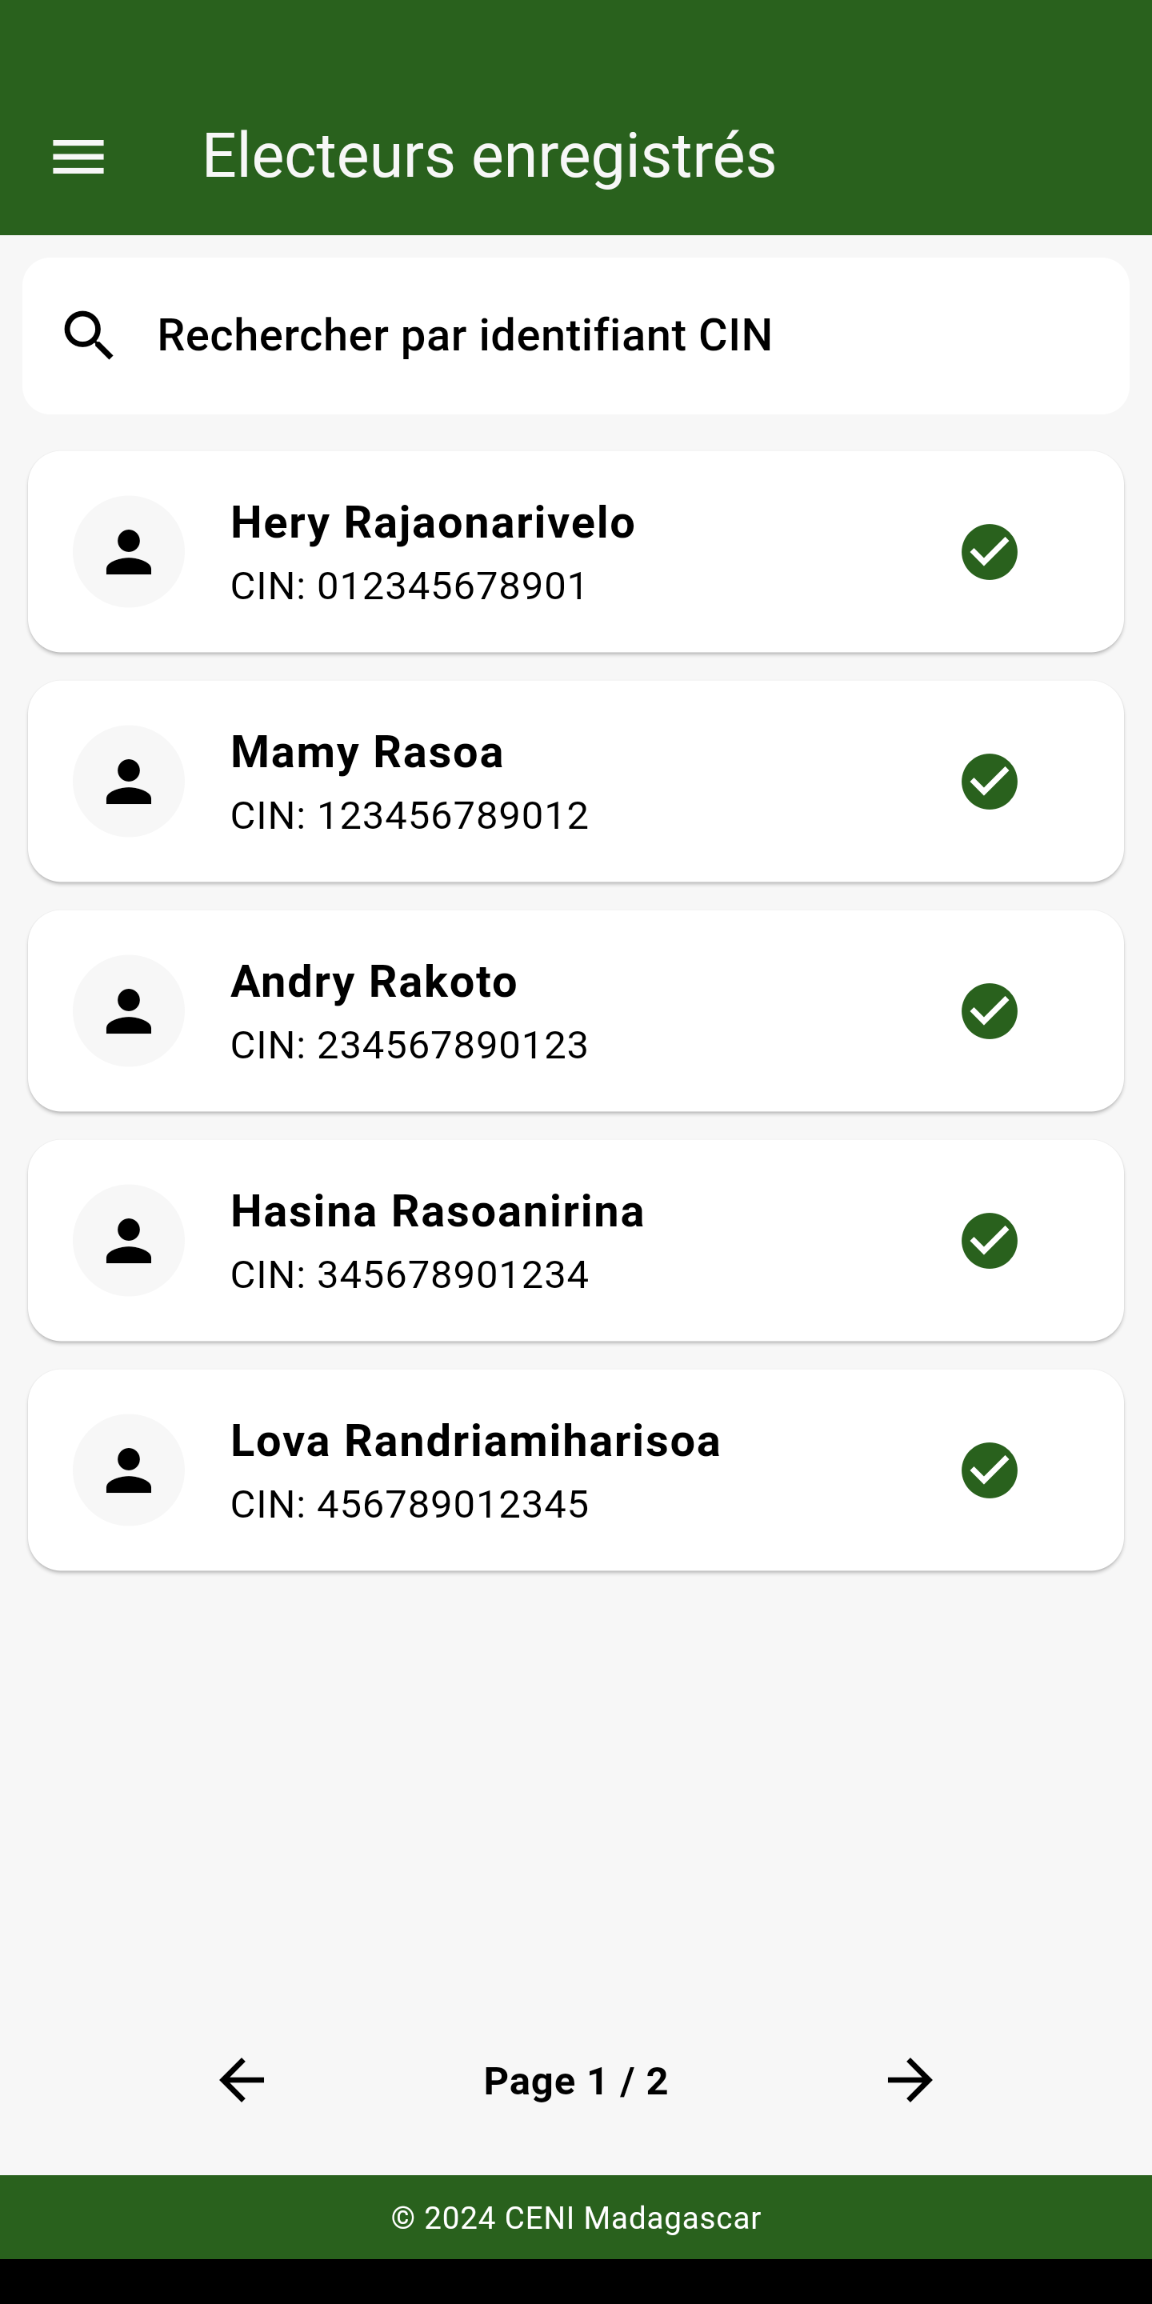 Electeurs enregistrés
Rechercher par identifiant CIN
Hery Rajaonarivelo
CIN: 012345678901
Mamy Rasoa
CIN: 123456789012
Andry Rakoto
CIN: 234567890123
Hasina Rasoanirina
CIN: 345678901234
Lova Randriamiharisoa
CIN: 456789012345
Page 1 / 2
© 2024 CENI Madagascar